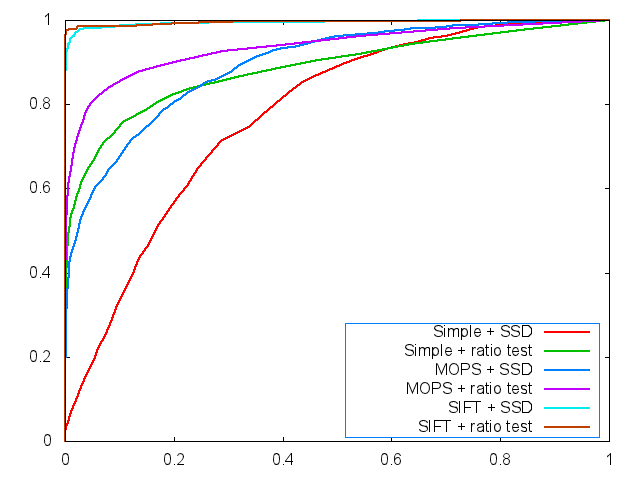 1
0.8
0.6
0.4
0.2
0
0 0.2 0.4 0.6 0.8 1
Simple + SSD
Simple + ratio test
MOPS + SSD
MOPS + ratio test
SIFT + SSD
SIFT + ratio test